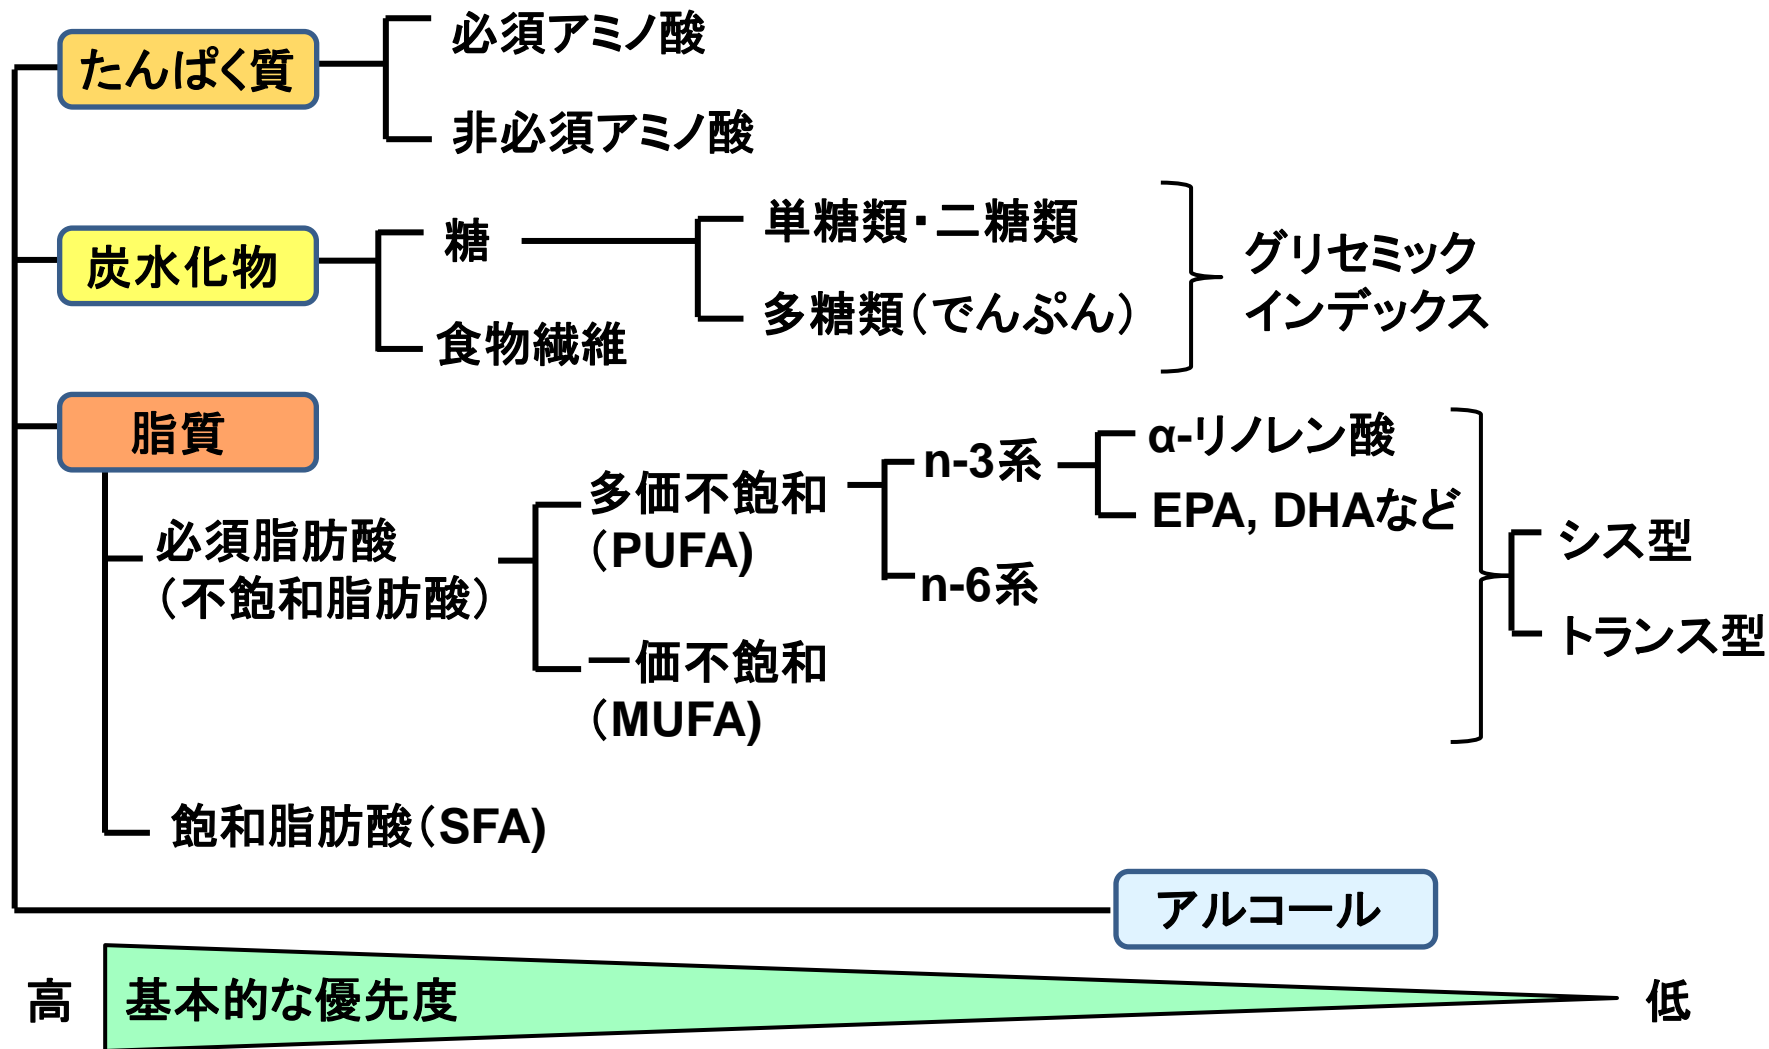 たんぱく質
必須アミノ酸
非必須アミノ酸
炭水化物
糖
食物繊維
単糖類・二糖類
多糖類（でんぷん）
グリセミック
インデックス
脂質
必須脂肪酸
（不飽和脂肪酸）
多価不飽和
（PUFA)
一価不飽和
（MUFA)
n-3系
n-6系
α-リノレン酸
EPA, DHAなど
シス型
トランス型
飽和脂肪酸（SFA)
アルコール
高
基本的な優先度
低